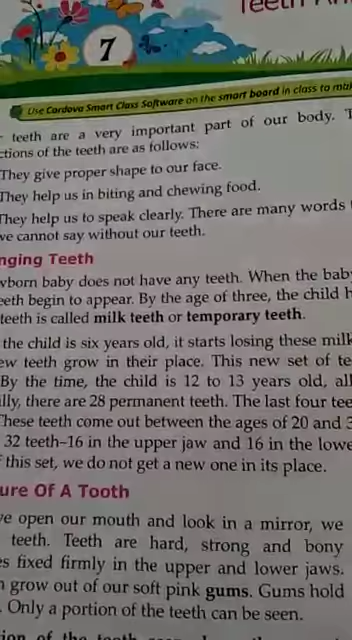 Teeth An
7
Use Cordova Smart Class Software on the smart board in class to
teeth are a very important part of our body.
ctions of the teeth are as follows:
They give proper shape to our face.
They help us in biting and chewing food.
They help us to speak clearly. There are many words
we cannot say without our teeth.
nging Teeth
wborn baby does not have any teeth. When the baby
eeth begin to appear. By the age of three, the child h
teeth is called milk teeth or temporary teeth.
the child is six years old, it starts losing these milk
ew teeth grow in their place. This new set of te
By the time, the child is 12 to 13 years old, all
lly, there are 28 permanent teeth. The last four tee
These teeth come out between the ages of 20 and 3
32 teeth–16 in the upper jaw and 16 in the lowe
f this set, we do not get a new one in its place.
ure Of A Tooth
we open our mouth and look in a mirror, we
teeth. Teeth are hard, strong and bony
es fixed firmly in the upper and lower jaws.
h grow out of our soft pink gums. Gums hold
. Only a portion of the teeth can be seen.